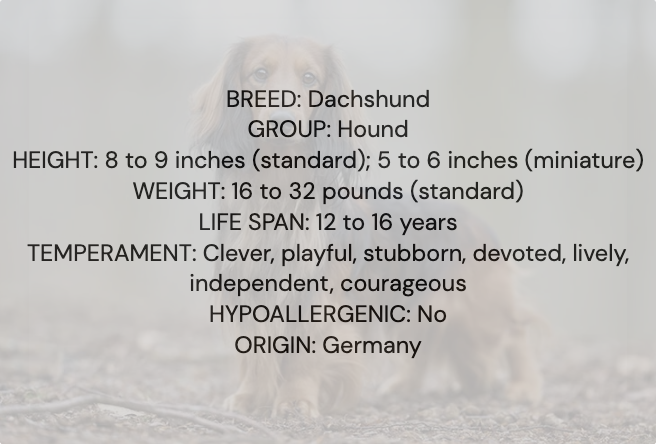 BREED: Dachshund
GROUP: Hound
HEIGHT: 8 to 9 inches (standard); 5 to 6 inches (miniature)
WEIGHT: 16 to 32 pounds (standard)
LIFE SPAN: 12 to 16 years
TEMPERAMENT: Clever, playful, stubborn, devoted, lively,
independent, courageous
HYPOALLERGENIC: No
ORIGIN: Germany